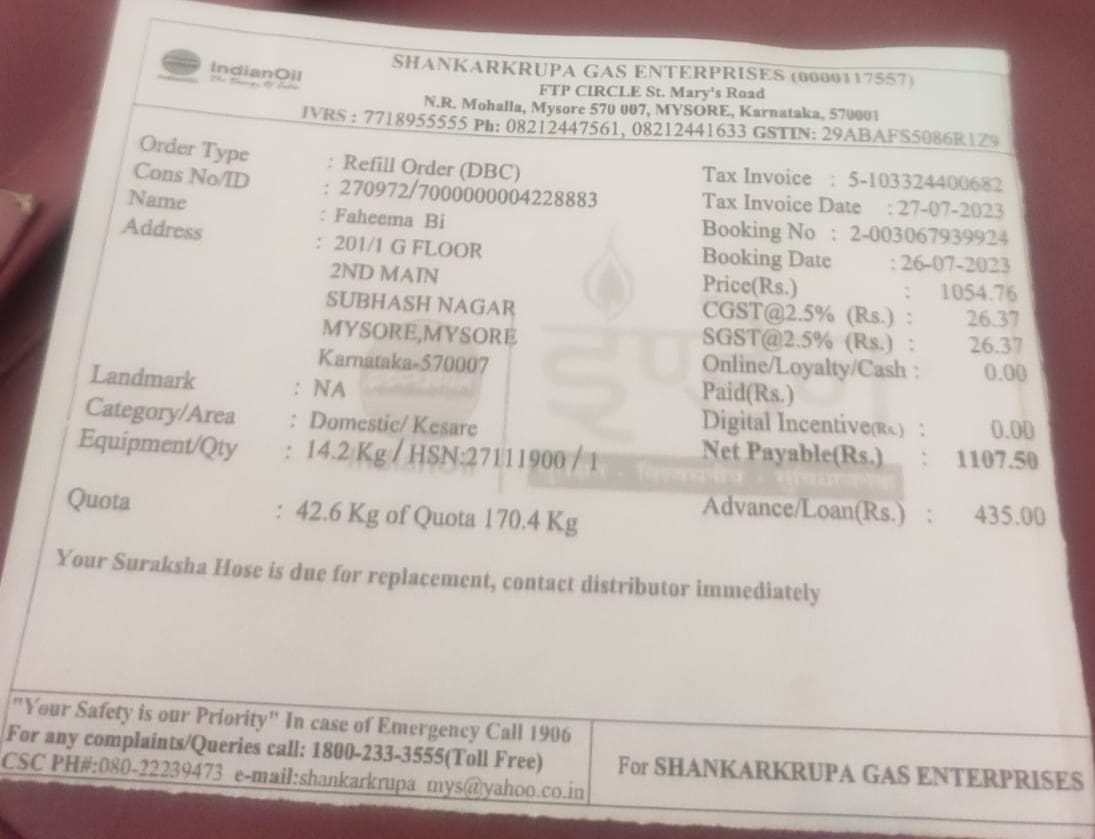 IndianOil
The Energy Of India
SHANKARKRUPA GAS ENTERPRISES (0000117557)
FTP CIRCLE St. Mary's Road
N.R. Mohalla, Mysore 570 007, MYSORE, Karnataka, 570001
IVRS : 7718955555 Ph: 08212447561, 08212441633 GSTIN: 29ABAFS5086R1Z9
Order Type : Refill Order (DBC)
Cons No/ID : 270972/7000000004228883
Name : Faheema Bi
Address : 201/1 G FLOOR
2ND MAIN
SUBHASH NAGAR
MYSORE,MYSORE
Karnataka-570007
Landmark : NA
Category/Area : Domestic/ Kesare
Equipment/Qty : 14.2 Kg / HSN:27111900 / 1
Quota : 42.6 Kg of Quota 170.4 Kg
Tax Invoice : 5-103324400682
Tax Invoice Date : 27-07-2023
Booking No : 2-003067939924
Booking Date : 26-07-2023
Price(Rs.) : 1054.76
CGST@2.5% (Rs.) : 26.37
SGST@2.5% (Rs.) : 26.37
Online/Loyalty/Cash : 0.00
Paid(Rs.)
Digital Incentive(Rs.) : 0.00
Net Payable(Rs.) : 1107.50
Advance/Loan(Rs.) : 435.00
इण्डेन
Your Suraksha Hose is due for replacement, contact distributor immediately
"Your Safety is our Priority" In case of Emergency Call 1906
For any complaints/Queries call: 1800-233-3555(Toll Free)
CSC PH#:080-22239473 e-mail:shankarkrupa mys@yahoo.co.in
For SHANKARKRUPA GAS ENTERPRISES